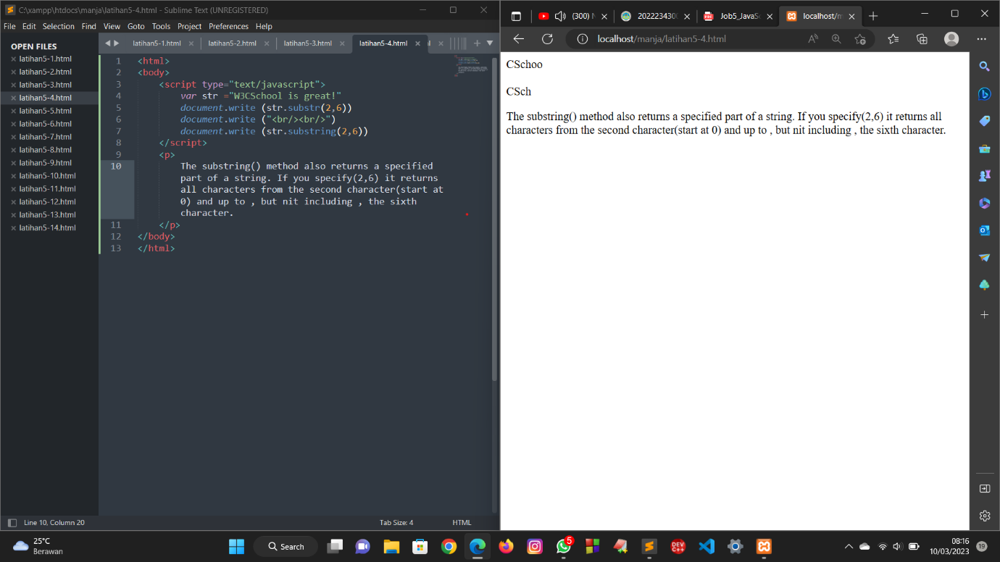 C:\xampp\htdocs\manja\latihan5-4.html - Sublime Text (UNREGISTERED)
File Edit Selection Find View Goto Tools Project Preferences Help
OPEN FILES
latihan5-1.html
latihan5-2.html
latihan5-3.html
latihan5-4.html
latihan5-5.html
latihan5-6.html
latihan5-7.html
latihan5-8.html
latihan5-9.html
latihan5-10.html
latihan5-11.html
latihan5-12.html
latihan5-13.html
latihan5-14.html
latihan5-1.html latihan5-2.html latihan5-3.html latihan5-4.html
1 <html>
2 <body>
3 <script type="text/javascript">
4 var str ="W3CSchool is great!"
5 document.write (str.substr(2,6))
6 document.write ("<br/><br/>")
7 document.write (str.substring(2,6))
8 </script>
9 <p>
10 The substring() method also returns a specified
part of a string. If you specify(2,6) it returns
all characters from the second character(start at
0) and up to , but nit including , the sixth
character.
11 </p>
12 </body>
13 </html>
Line 10, Column 20 Tab Size: 4 HTML
(300) 2022234300 Job5_JavaSc localhost/m
localhost/manja/latihan5-4.html
CSchoo
CSch
The substring() method also returns a specified part of a string. If you specify(2,6) it returns all
characters from the second character(start at 0) and up to , but nit including , the sixth character.
25°C
Berawan
Search
5
DEV
C++
08:16
10/03/2023
19